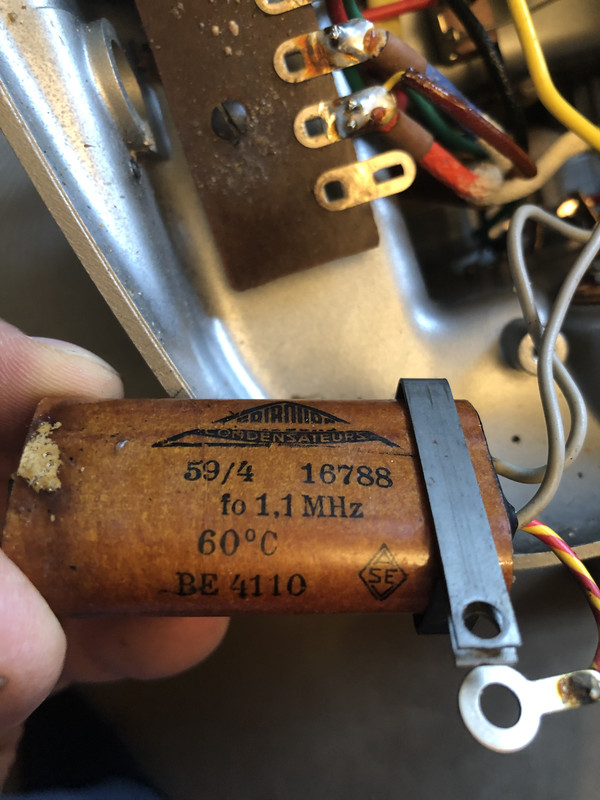 CONDENSATEURS
59/4 16788
fo 1,1 MHz
60°C
BE 4110
SE